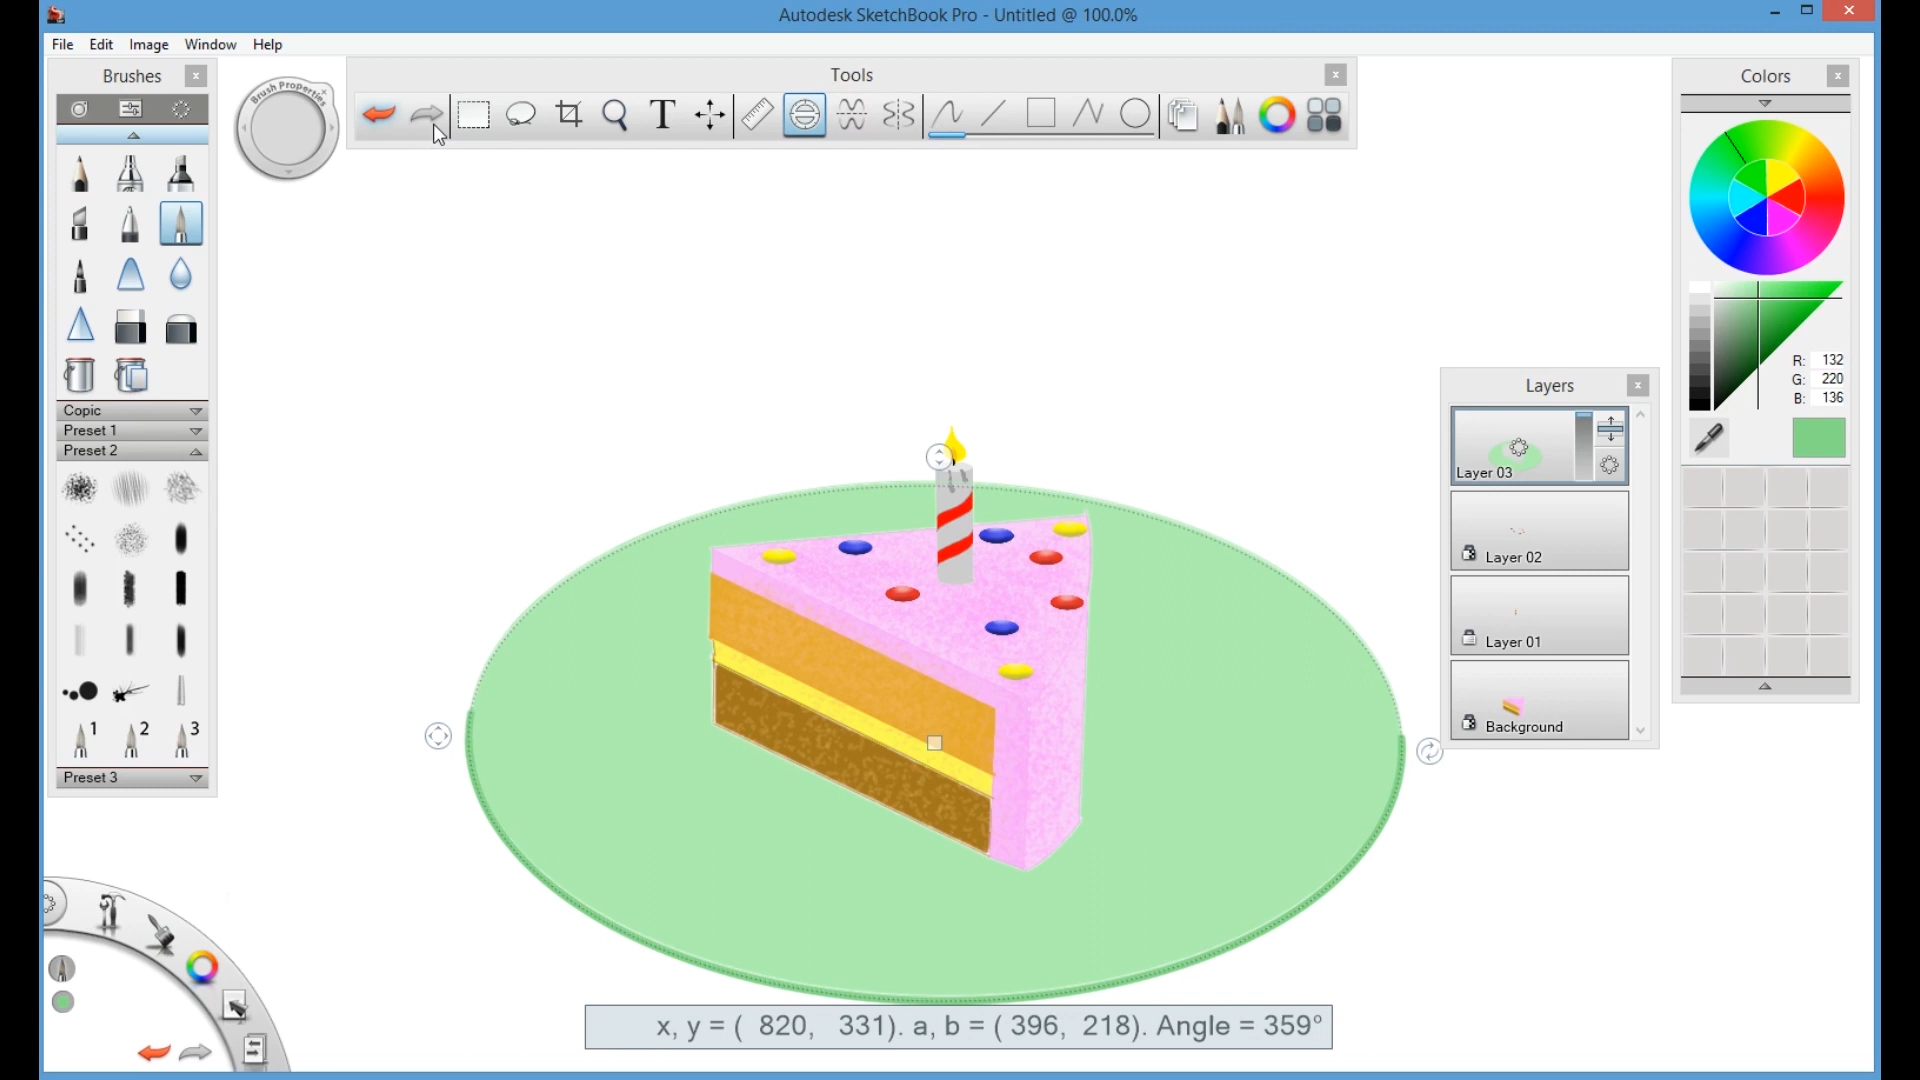 Autodesk SketchBook Pro - Untitled @ 100.0%
File Edit Image Window Help
Brushes
Brush Properties
Tools
T
Colors
R: 132
G: 220
B: 136
Layers
Layer 03
Layer 02
Layer 01
Background
Copic
Preset 1
Preset 2
1 2 3
Preset 3
x, y = ( 820, 331). a, b = ( 396, 218). Angle = 359°